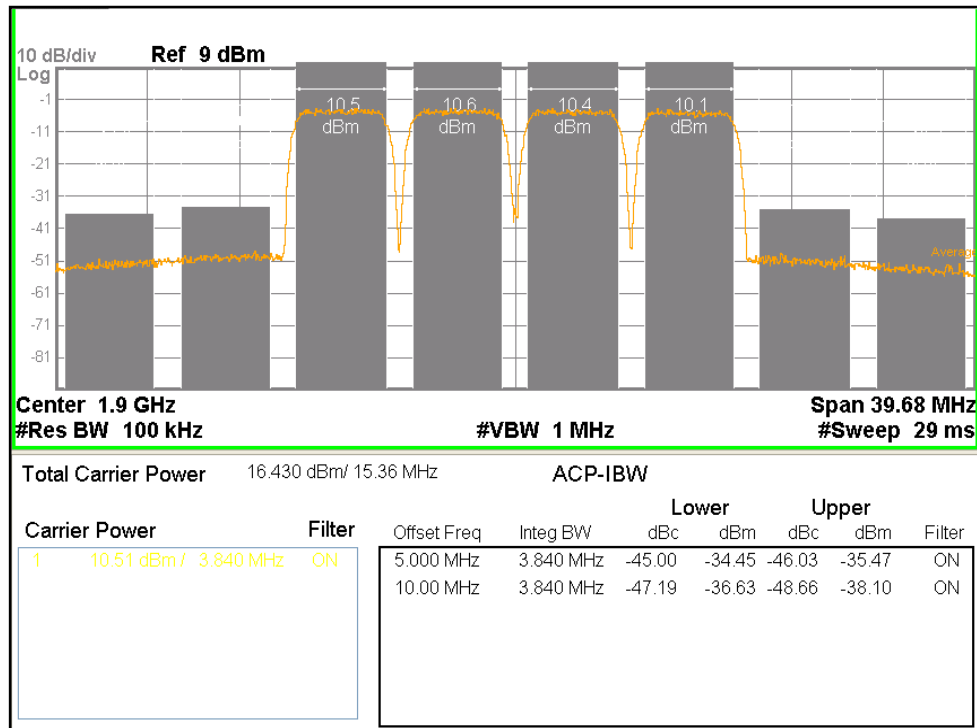 10 dB/div Ref 9 dBm
Log
-1
-11
-21
-31
-41
-51
-61
-71
-81
10.5 dBm
10.6 dBm
10.4 dBm
10.1 dBm
Average
Center 1.9 GHz Span 39.68 MHz
#Res BW 100 kHz #VBW 1 MHz #Sweep 29 ms
Total Carrier Power 16.430 dBm/ 15.36 MHz ACP-IBW
Lower Upper
Carrier Power Filter Offset Freq Integ BW dBc dBm dBc dBm Filter
1 10.51 dBm / 3.840 MHz ON 5.000 MHz 3.840 MHz -45.00 -34.45 -46.03 -35.47 ON
10.00 MHz 3.840 MHz -47.19 -36.63 -48.66 -38.10 ON